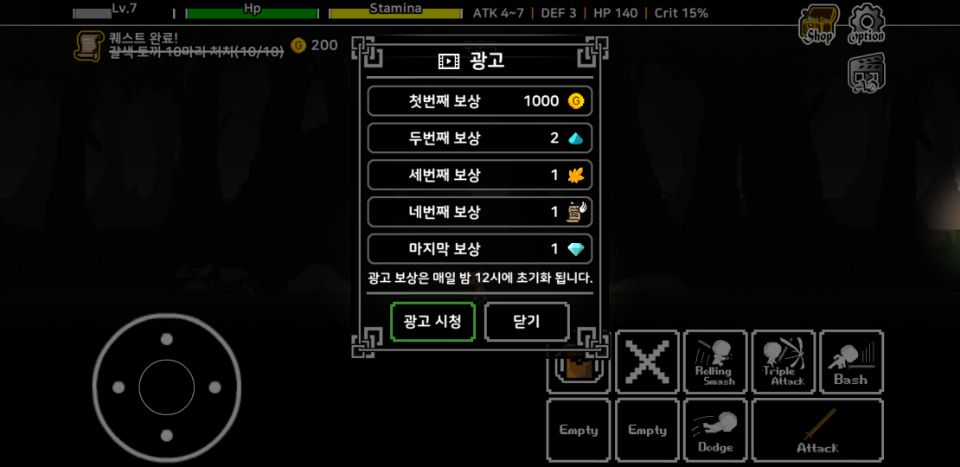 Lv.7
Hp
Stamina
ATK 4~7 | DEF 3 | HP 140 | Crit 15%
퀘스트 완료!
갈색 토끼 10마리 처치(10/10)
G 200
Shop
option
광고
첫번째 보상 1000 G
두번째 보상 2
세번째 보상 1
네번째 보상 1
마지막 보상 1
광고 보상은 매일 밤 12시에 초기화 됩니다.
광고 시청
닫기
Rolling Smash
Triple Attack
Bash
Empty
Empty
Dodge
Attack